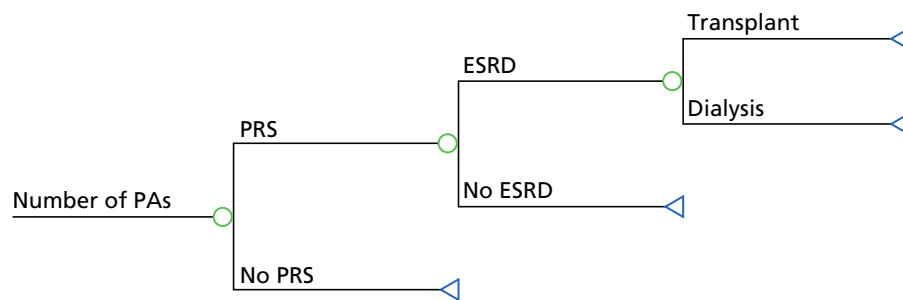 Transplant
ESRD
Dialysis
PRS
No ESRD
Number of PAs
No PRS